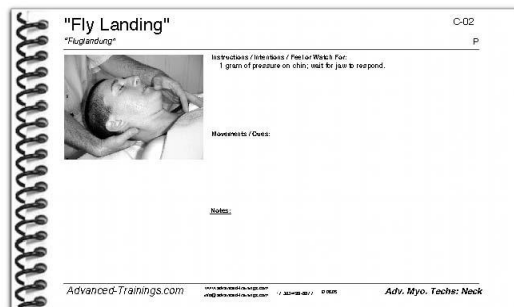 "Fly Landing"
C-02
"Fluglandung"
P
Instructions / Intentions / Feel or Watch For:
1 gram of pressure on chin; wait for jaw to respond.
Movements / Cues:
Notes:
Advanced-Trainings.com
Adv. Myo. Techs: Neck